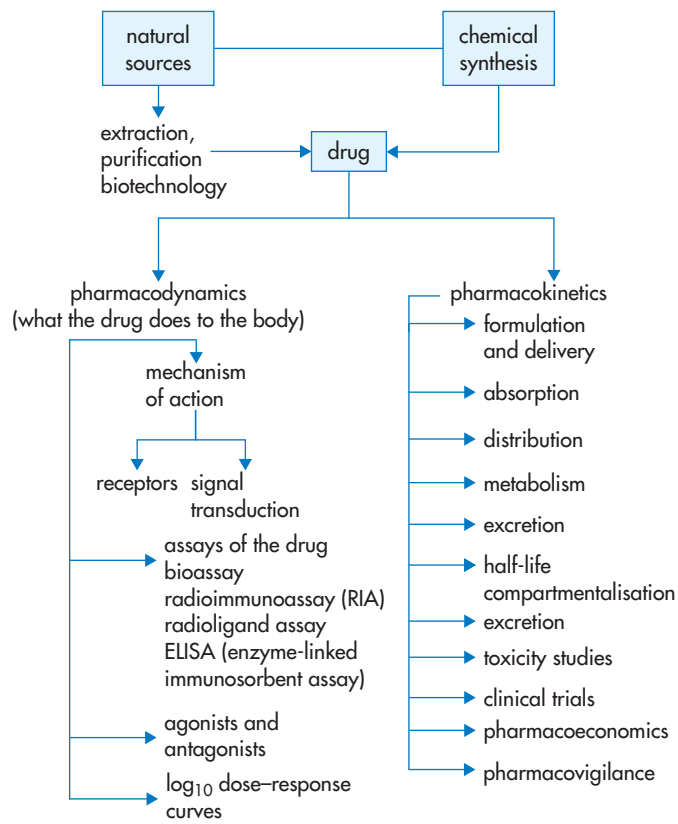 natural
sources
chemical
synthesis
extraction,
purification
biotechnology
drug
pharmacodynamics
(what the drug does to the body)
mechanism
of action
receptors
signal
transduction
assays of the drug
bioassay
radioimmunoassay (RIA)
radioligand assay
ELISA (enzyme-linked
immunosorbent assay)
agonists and
antagonists
log₁₀ dose–response
curves
pharmacokinetics
formulation
and delivery
absorption
distribution
metabolism
excretion
half-life
compartmentalisation
excretion
toxicity studies
clinical trials
pharmacoeconomics
pharmacovigilance